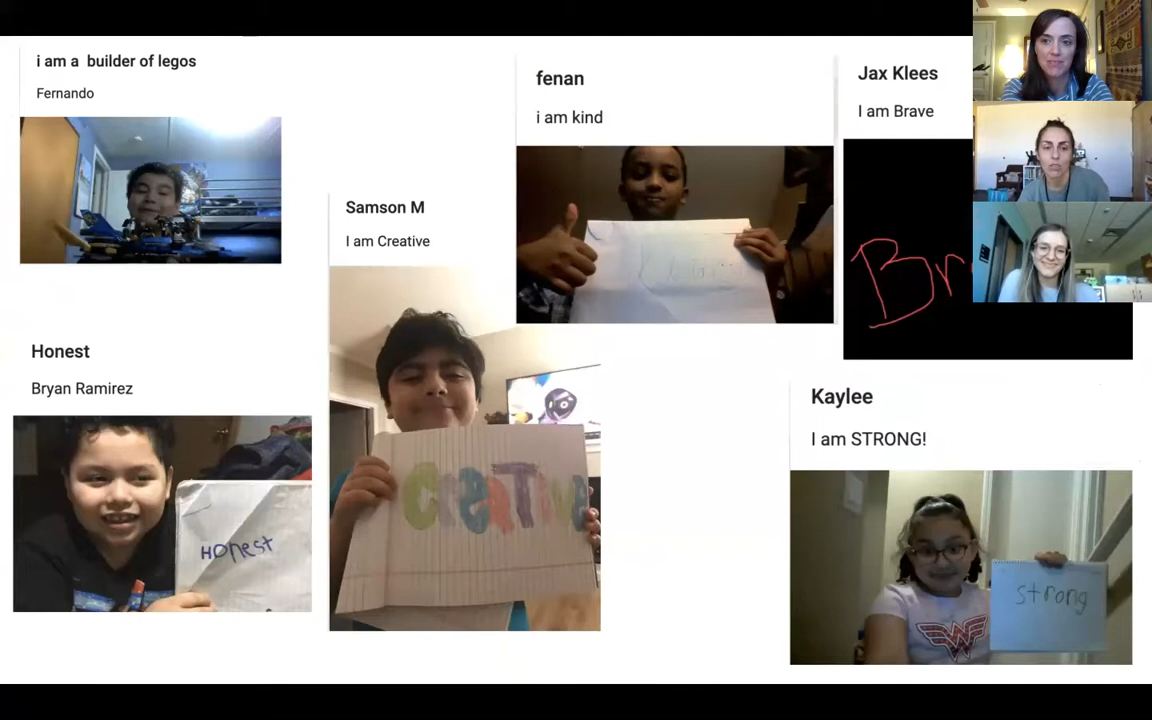 i am a builder of legos
Fernando
fenan
i am kind
Jax Klees
I am Brave
Samson M
I am Creative
Honest
Bryan Ramirez
Kaylee
I am STRONG!
Honest
CreaTive
strong